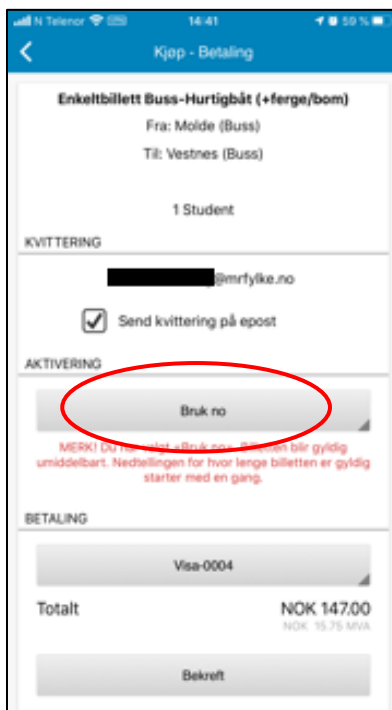 N Telenor 14:41 59 %
Kjøp - Betaling
Enkeltbillett Buss-Hurtigbåt (+ferge/bom)
Fra: Molde (Buss)
Til: Vestnes (Buss)
1 Student
KVITTERING
@mrfylke.no
Send kvittering på epost
AKTIVERING
Bruk no
MERK! Du har valgt «Bruk no». Billetten blir gyldig
umiddelbart. Nedtellingen for hvor lenge billetten er gyldig
starter med en gang.
BETALING
Visa-0004
Totalt NOK 147.00
NOK 15.75 MVA
Bekreft